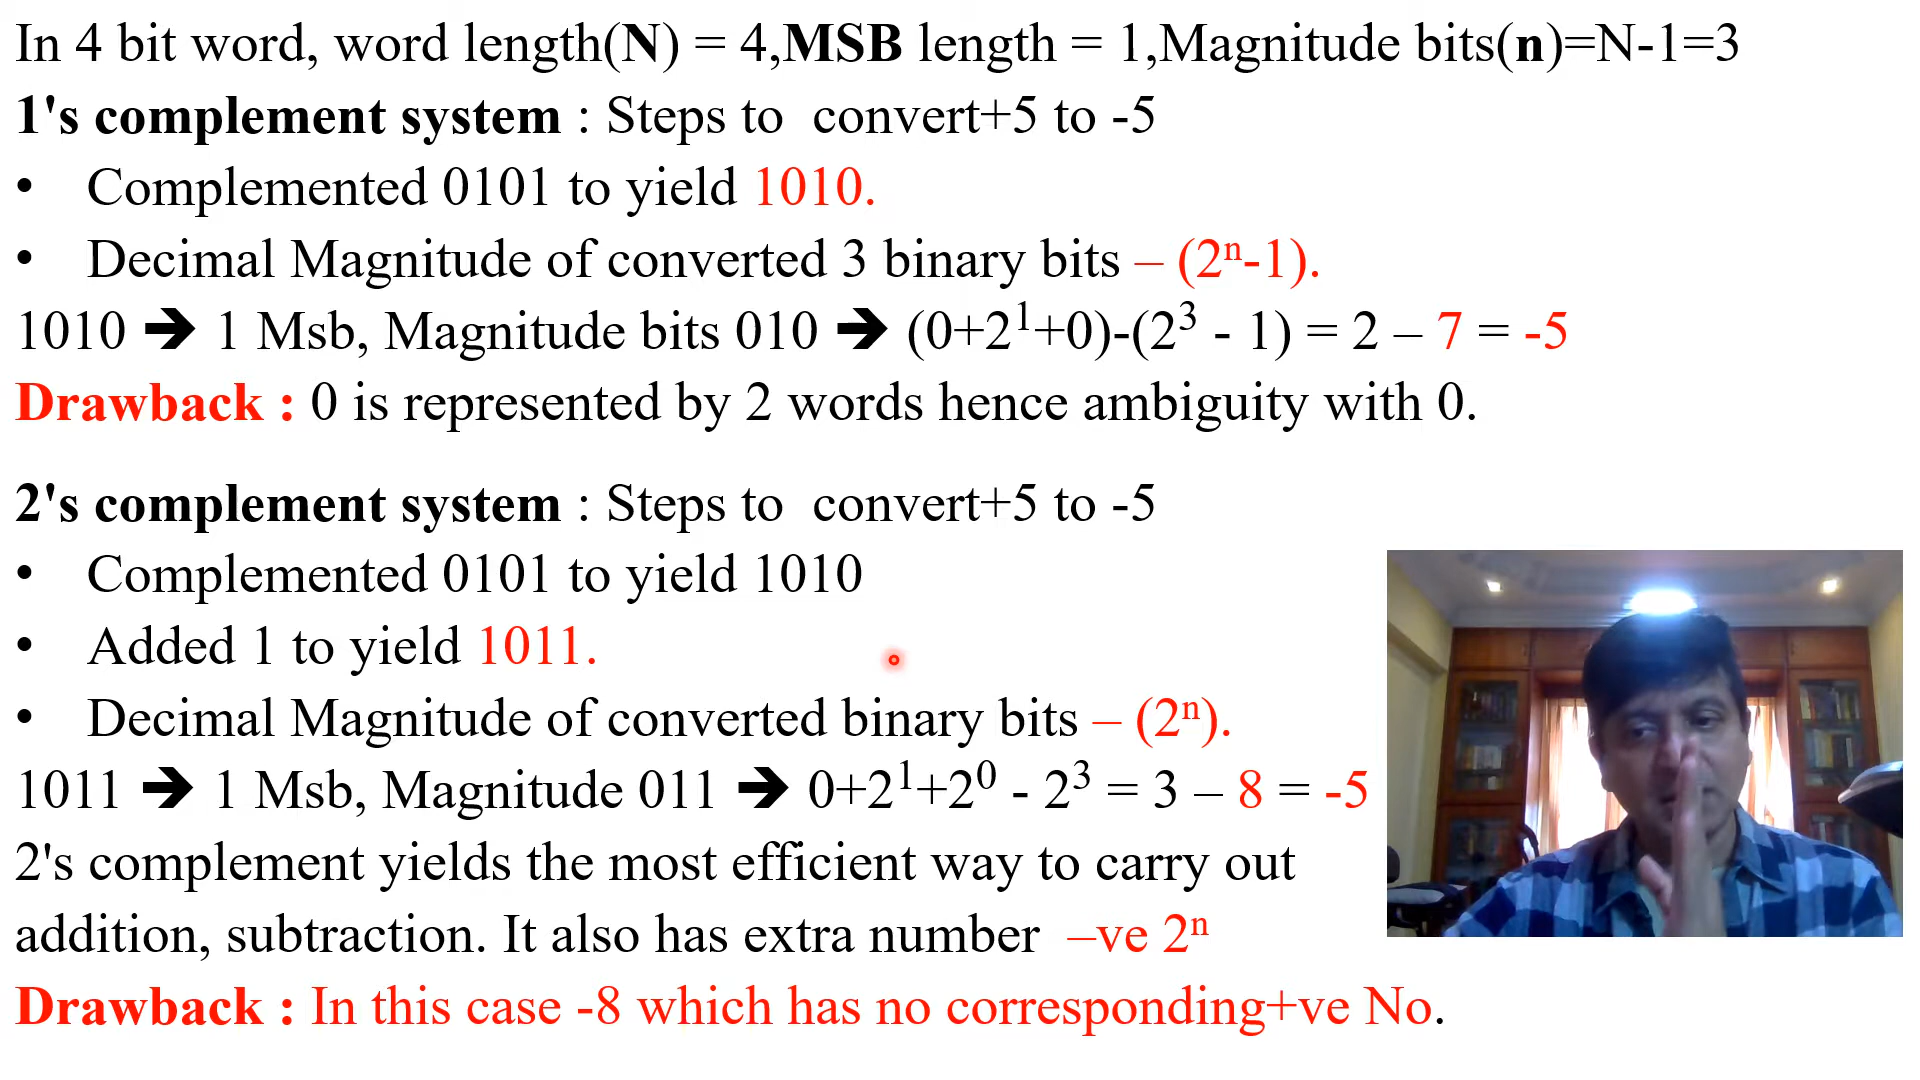 In 4 bit word, word length(N) = 4,MSB length = 1,Magnitude bits(n)=N-1=3
1's complement system : Steps to convert+5 to -5
• Complemented 0101 to yield 1010.
• Decimal Magnitude of converted 3 binary bits – (2ⁿ-1).
1010 ➔ 1 Msb, Magnitude bits 010 ➔ (0+2¹+0)-(2³ - 1) = 2 – 7 = -5
Drawback : 0 is represented by 2 words hence ambiguity with 0.
2's complement system : Steps to convert+5 to -5
• Complemented 0101 to yield 1010
• Added 1 to yield 1011.
• Decimal Magnitude of converted binary bits – (2ⁿ).
1011 ➔ 1 Msb, Magnitude 011 ➔ 0+2¹+2⁰ - 2³ = 3 – 8 = -5
2's complement yields the most efficient way to carry out
addition, subtraction. It also has extra number –ve 2ⁿ
Drawback : In this case -8 which has no corresponding+ve No.